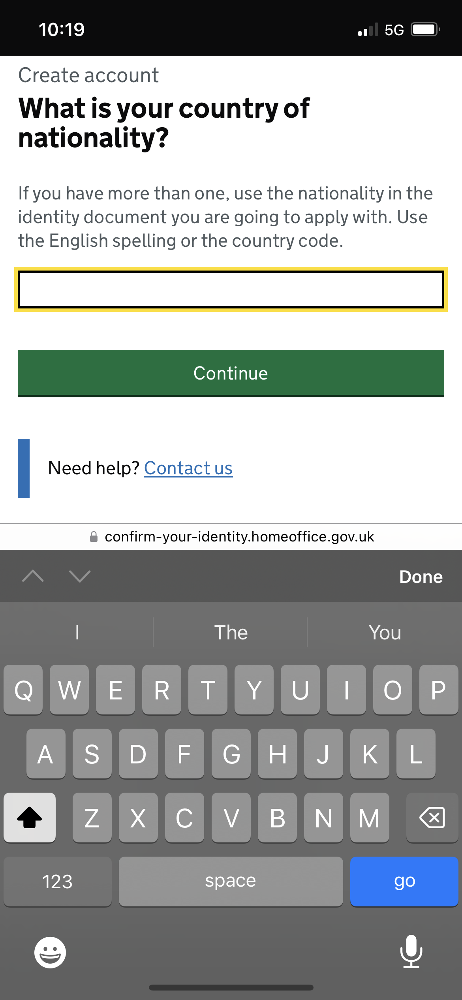 10:19
5G
Create account
What is your country of
nationality?
If you have more than one, use the nationality in the
identity document you are going to apply with. Use
the English spelling or the country code.
Continue
Need help? Contact us
confirm-your-identity.homeoffice.gov.uk
Done
I The You
Q W E R T Y U I O P
A S D F G H J K L
Z X C V B N M
123 space go